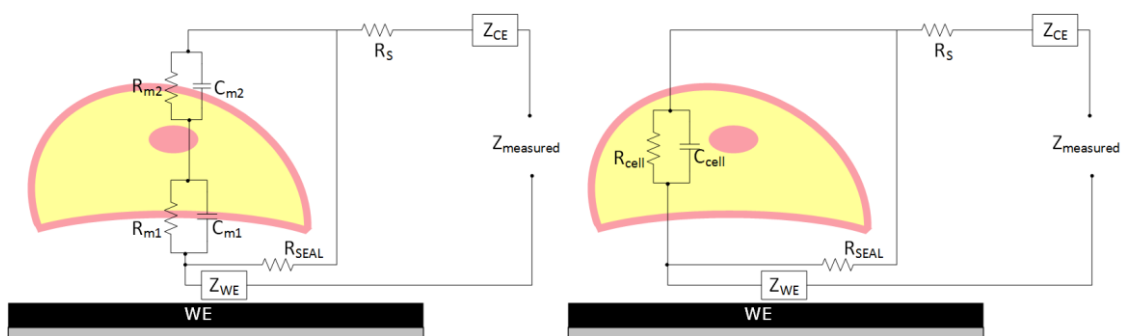 Z_CE
R_S
R_m2
C_m2
Z_measured
R_m1
C_m1
R_SEAL
Z_WE
WE
Z_CE
R_S
R_cell
C_cell
Z_measured
R_SEAL
Z_WE
WE